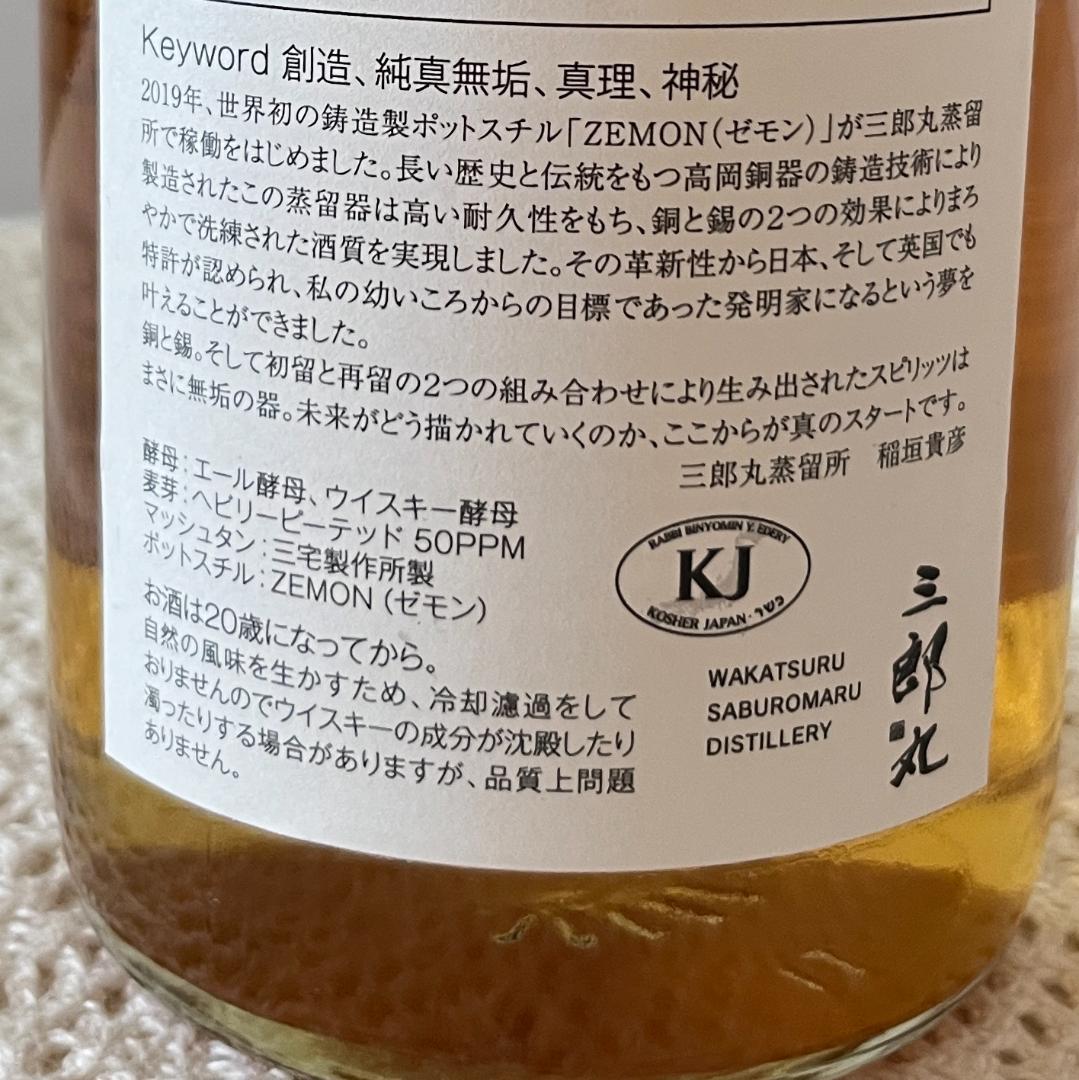 Keyword 創造、純真無垢、真理、神秘
2019年、世界初の鋳造製ポットスチル「ZEMON(ゼモン)」が三郎丸蒸留
所で稼働をはじめました。長い歴史と伝統をもつ高岡銅器の鋳造技術により
製造されたこの蒸留器は高い耐久性をもち、銅と錫の2つの効果によりまろ
やかで洗練された酒質を実現しました。その革新性から日本、そして英国でも
特許が認められ、私の幼いころからの目標であった発明家になるという夢を
叶えることができました。
銅と錫。そして初留と再留の2つの組み合わせにより生み出されたスピリッツは
まさに無垢の器。未来がどう描かれていくのか、ここからが真のスタートです。
三郎丸蒸留所 稲垣貴彦
酵母:エール酵母、ウイスキー酵母
麦芽:ヘビリーピーテッド 50PPM
マッシュタン:三宅製作所製
ポットスチル:ZEMON (ゼモン)
お酒は20歳になってから。
自然の風味を生かすため、冷却濾過をして
おりませんのでウイスキーの成分が沈殿したり
濁ったりする場合がありますが、品質上問題
ありません。
RABBI BINYOMIN Y. EDERY
KJ
KOSHER JAPAN・כשר
WAKATSURU
SABUROMARU
DISTILLERY
三郎丸